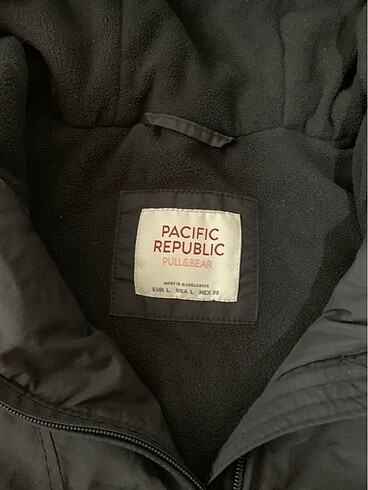 PACIFIC
REPUBLIC
PULL&BEAR
MADE IN BANGLADESH
EUR L USA L MEX 30